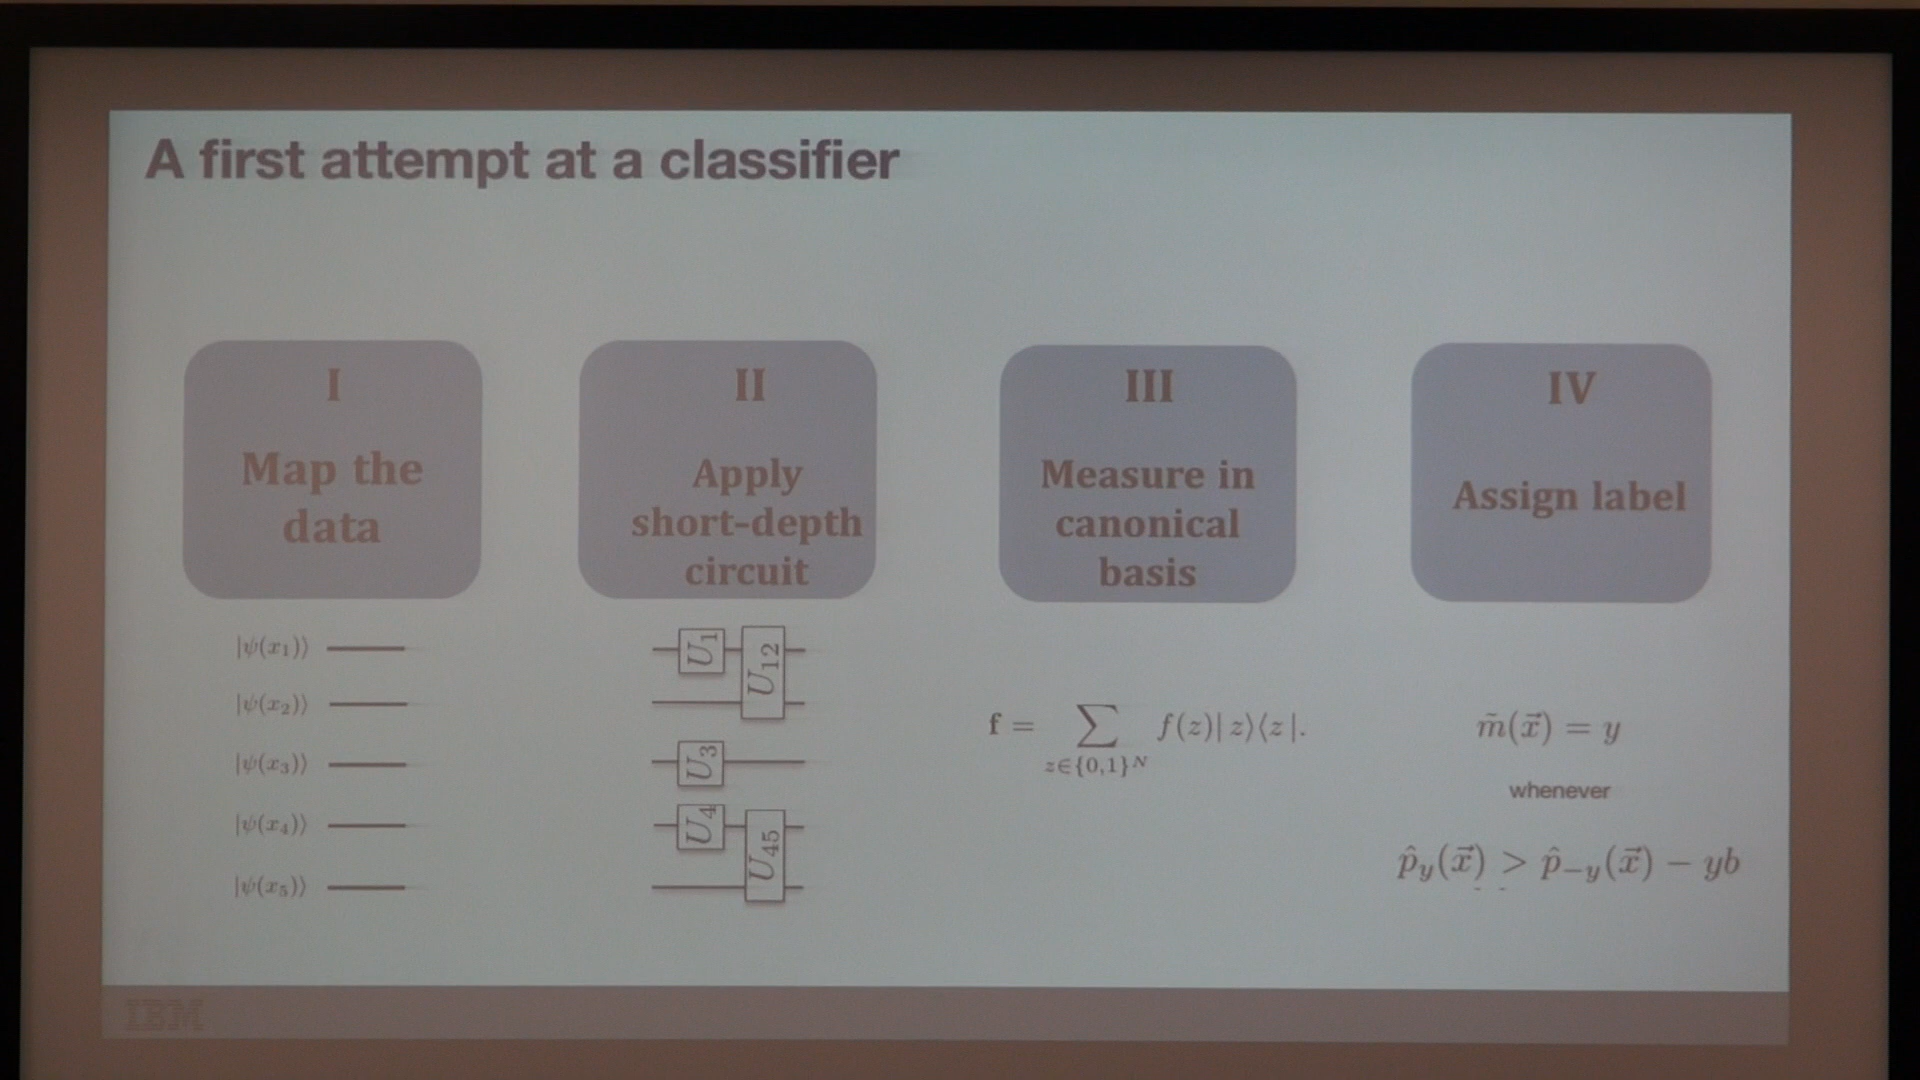 A first attempt at a classifier
I
Map the
data
II
Apply
short-depth
circuit
III
Measure in
canonical
basis
IV
Assign label
|ψ(x₁)⟩
|ψ(x₂)⟩
|ψ(x₃)⟩
|ψ(x₄)⟩
|ψ(x₅)⟩
U₁
U₁₂
U₃
U₄
U₄₅
f = ∑ f(z)|z⟩⟨z|.
z∈{0,1}ᴺ
m̃(x⃗) = y
whenever
p̂_y(x⃗) > p̂_{−y}(x⃗) − yb
IBM